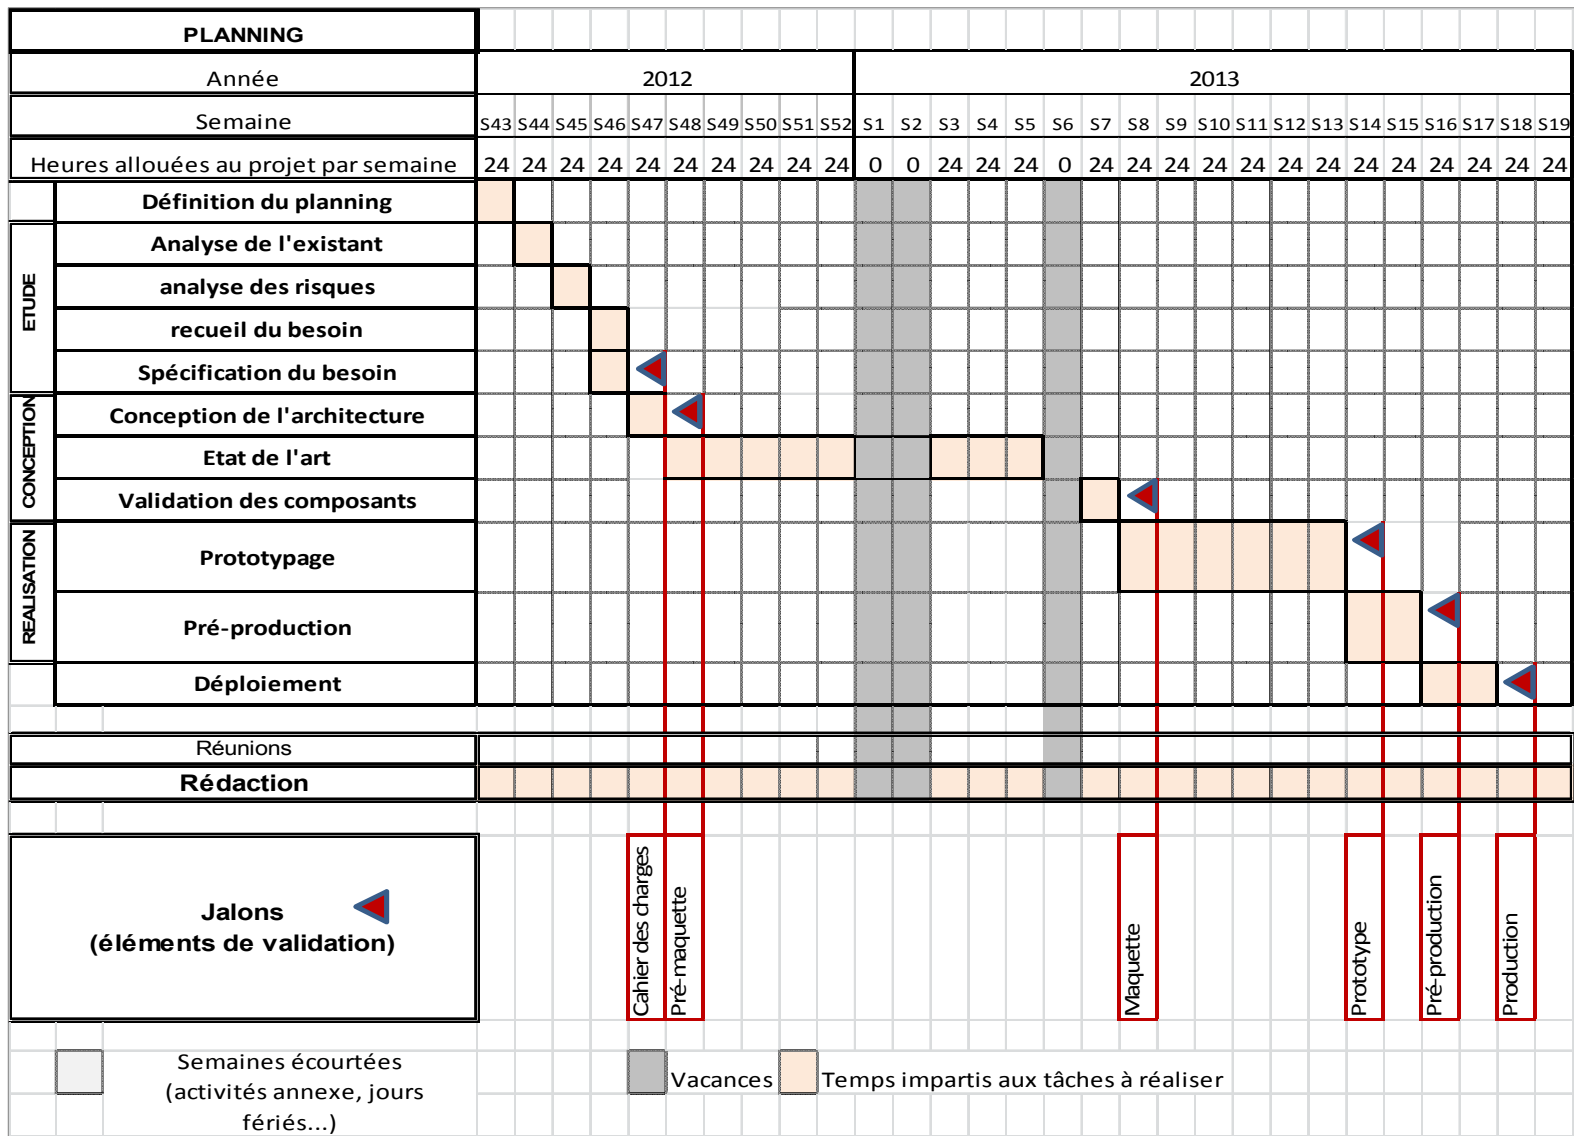 PLANNING
Année 2012 2013
Semaine S43 S44 S45 S46 S47 S48 S49 S50 S51 S52 S1 S2 S3 S4 S5 S6 S7 S8 S9 S10 S11 S12 S13 S14 S15 S16 S17 S18 S19
Heures allouées au projet par semaine 24 24 24 24 24 24 24 24 24 24 0 0 24 24 24 0 24 24 24 24 24 24 24 24 24 24 24 24 24
Définition du planning
ETUDE
Analyse de l'existant
analyse des risques
recueil du besoin
Spécification du besoin
CONCEPTION
Conception de l'architecture
Etat de l'art
Validation des composants
REALISATION
Prototypage
Pré-production
Déploiement
Réunions
Rédaction
Jalons
(éléments de validation)
Cahier des charges
Pré-maquette
Maquette
Prototype
Pré-production
Production
Semaines écourtées
(activités annexe, jours
fériés...)
Vacances
Temps impartis aux tâches à réaliser